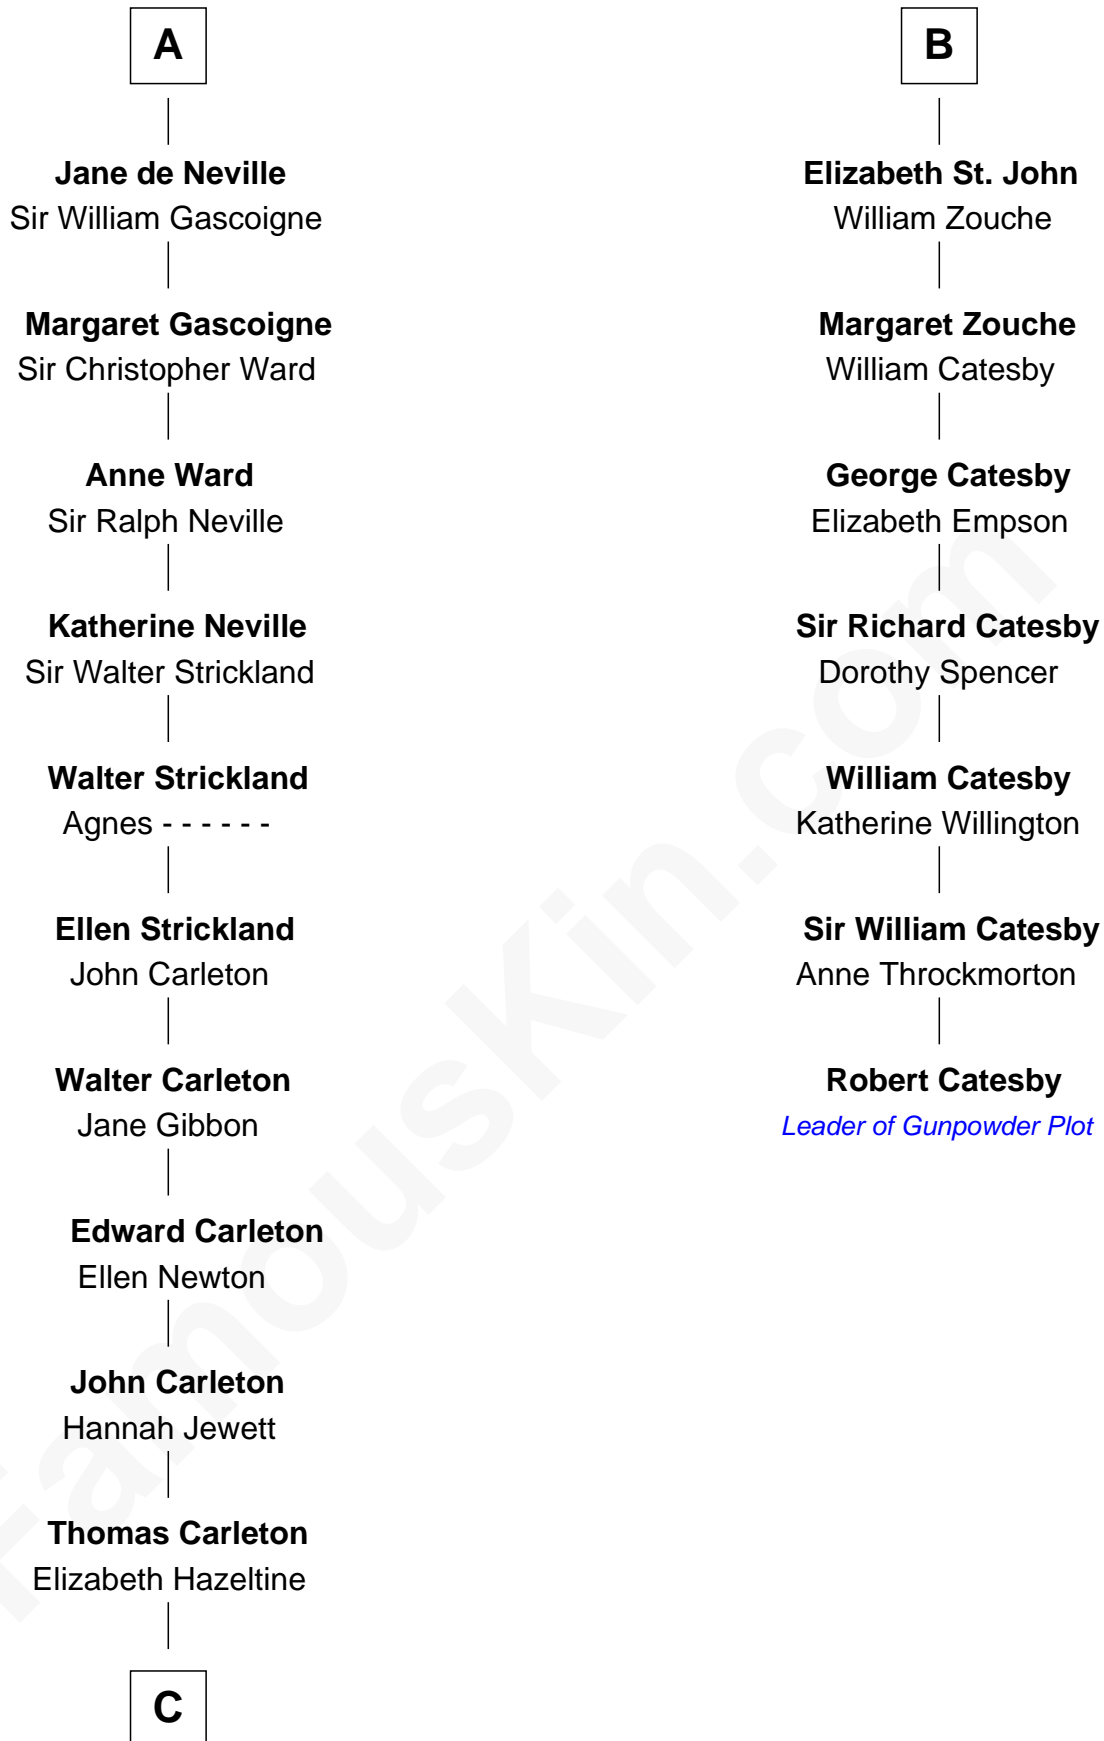 A
Jane de Neville
Sir William Gascoigne
Margaret Gascoigne
Sir Christopher Ward
Anne Ward
Sir Ralph Neville
Katherine Neville
Sir Walter Strickland
Walter Strickland
Agnes - - - - - -
Ellen Strickland
John Carleton
Walter Carleton
Jane Gibbon
Edward Carleton
Ellen Newton
John Carleton
Hannah Jewett
Thomas Carleton
Elizabeth Hazeltine
C
B
Elizabeth St. John
William Zouche
Margaret Zouche
William Catesby
George Catesby
Elizabeth Empson
Sir Richard Catesby
Dorothy Spencer
William Catesby
Katherine Willington
Sir William Catesby
Anne Throckmorton
Robert Catesby
Leader of Gunpowder Plot
FamousKin.com